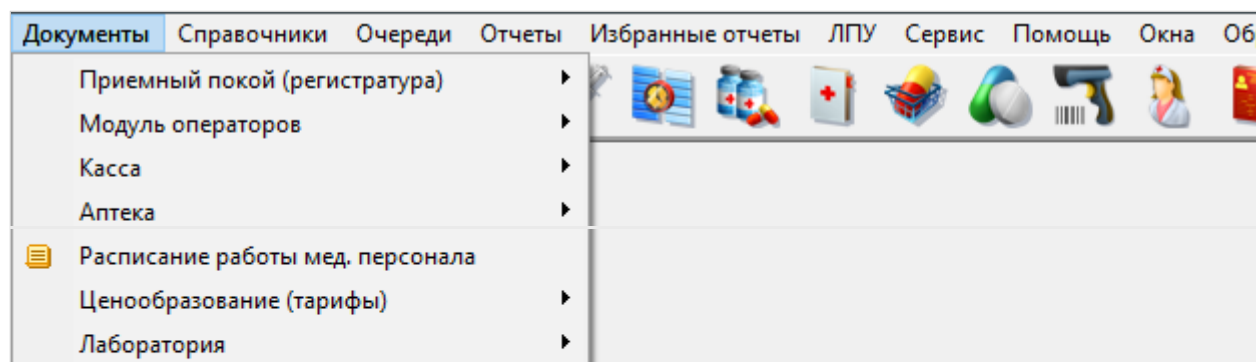 Документы Справочники Очереди Отчеты Избранные отчеты ЛПУ Сервис Помощь Окна
Приемный покой (регистратура)
Модуль операторов
Касса
Аптека
Расписание работы мед. персонала
Ценообразование (тарифы)
Лаборатория